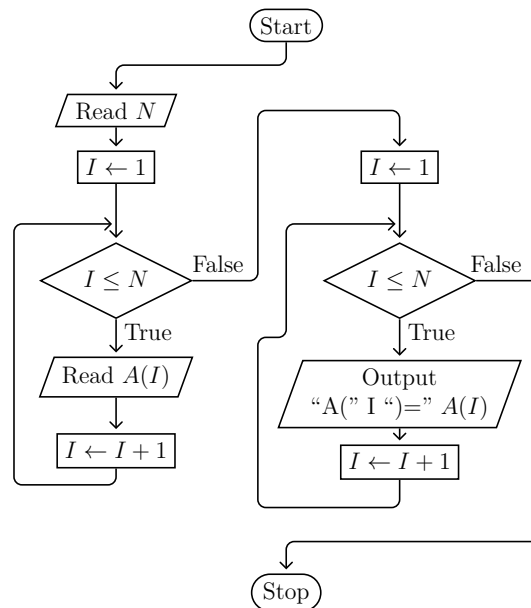 Start
Read N
I ← 1
I ≤ N
False
True
Read A(I)
I ← I + 1
I ← 1
I ≤ N
False
True
Output
“A(” I “)=” A(I)
I ← I + 1
Stop